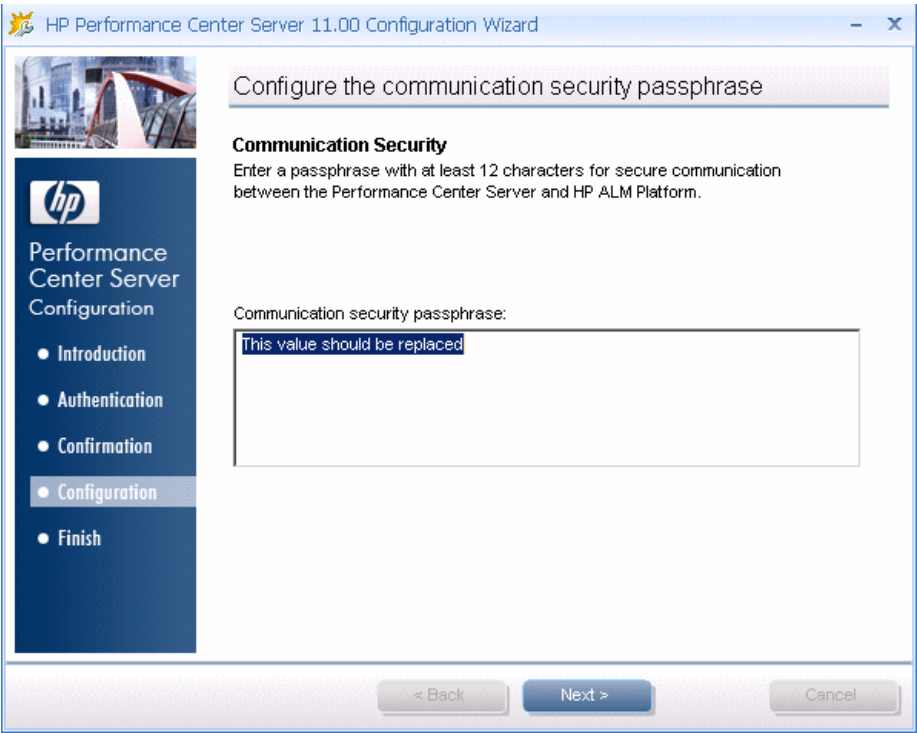 HP Performance Center Server 11.00 Configuration Wizard
Configure the communication security passphrase
Communication Security
Enter a passphrase with at least 12 characters for secure communication
between the Performance Center Server and HP ALM Platform.
hp
Performance
Center Server
Configuration
Introduction
Authentication
Confirmation
Configuration
Finish
Communication security passphrase:
This value should be replaced
< Back
Next >
Cancel